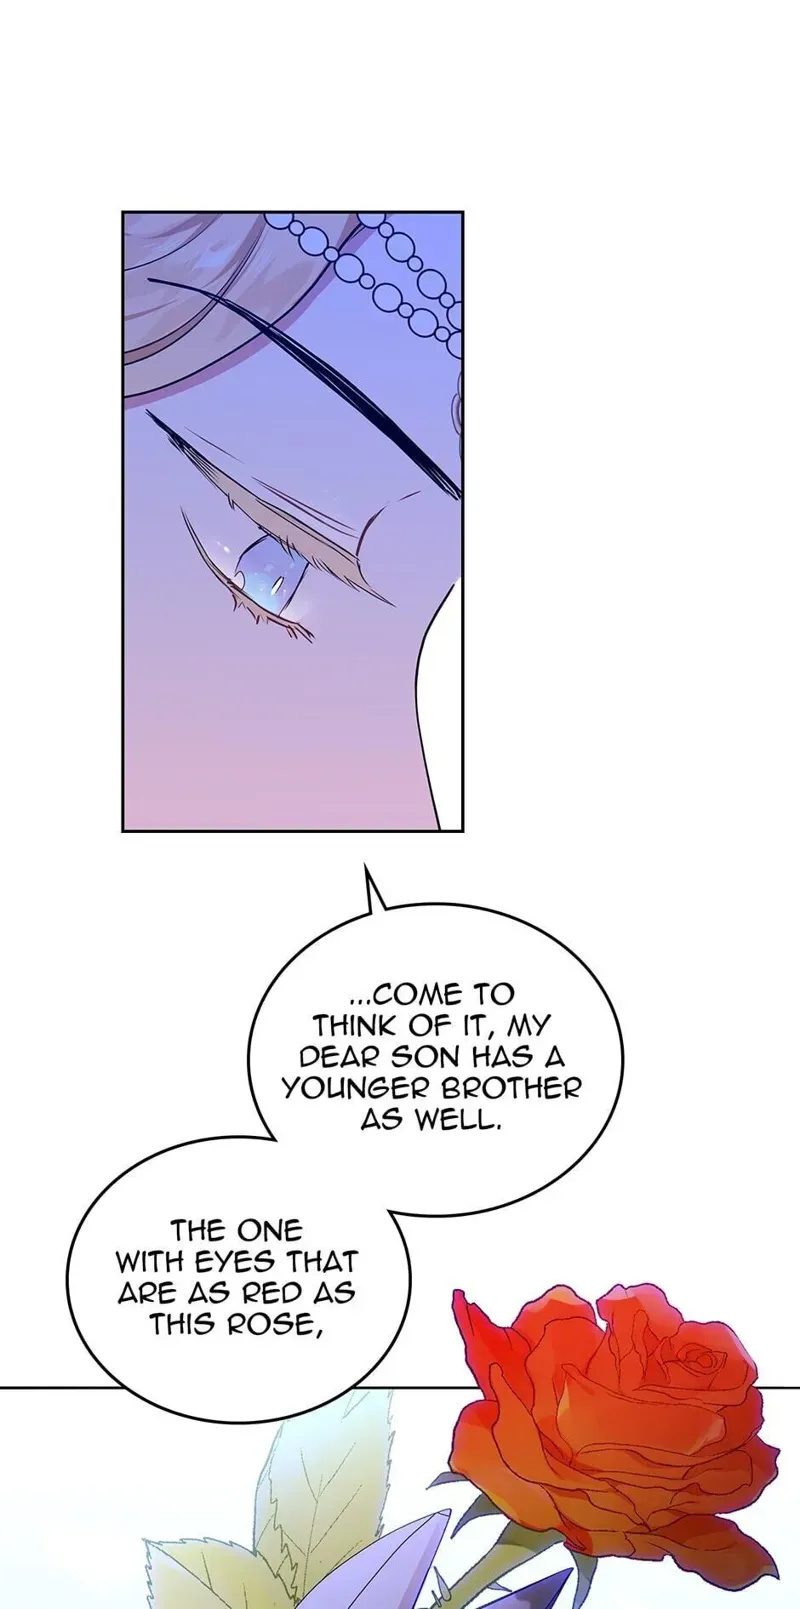 ...COME TO
THINK OF IT, MY
DEAR SON HAS A
YOUNGER BROTHER
AS WELL.
THE ONE
WITH EYES THAT
ARE AS RED AS
THIS ROSE,